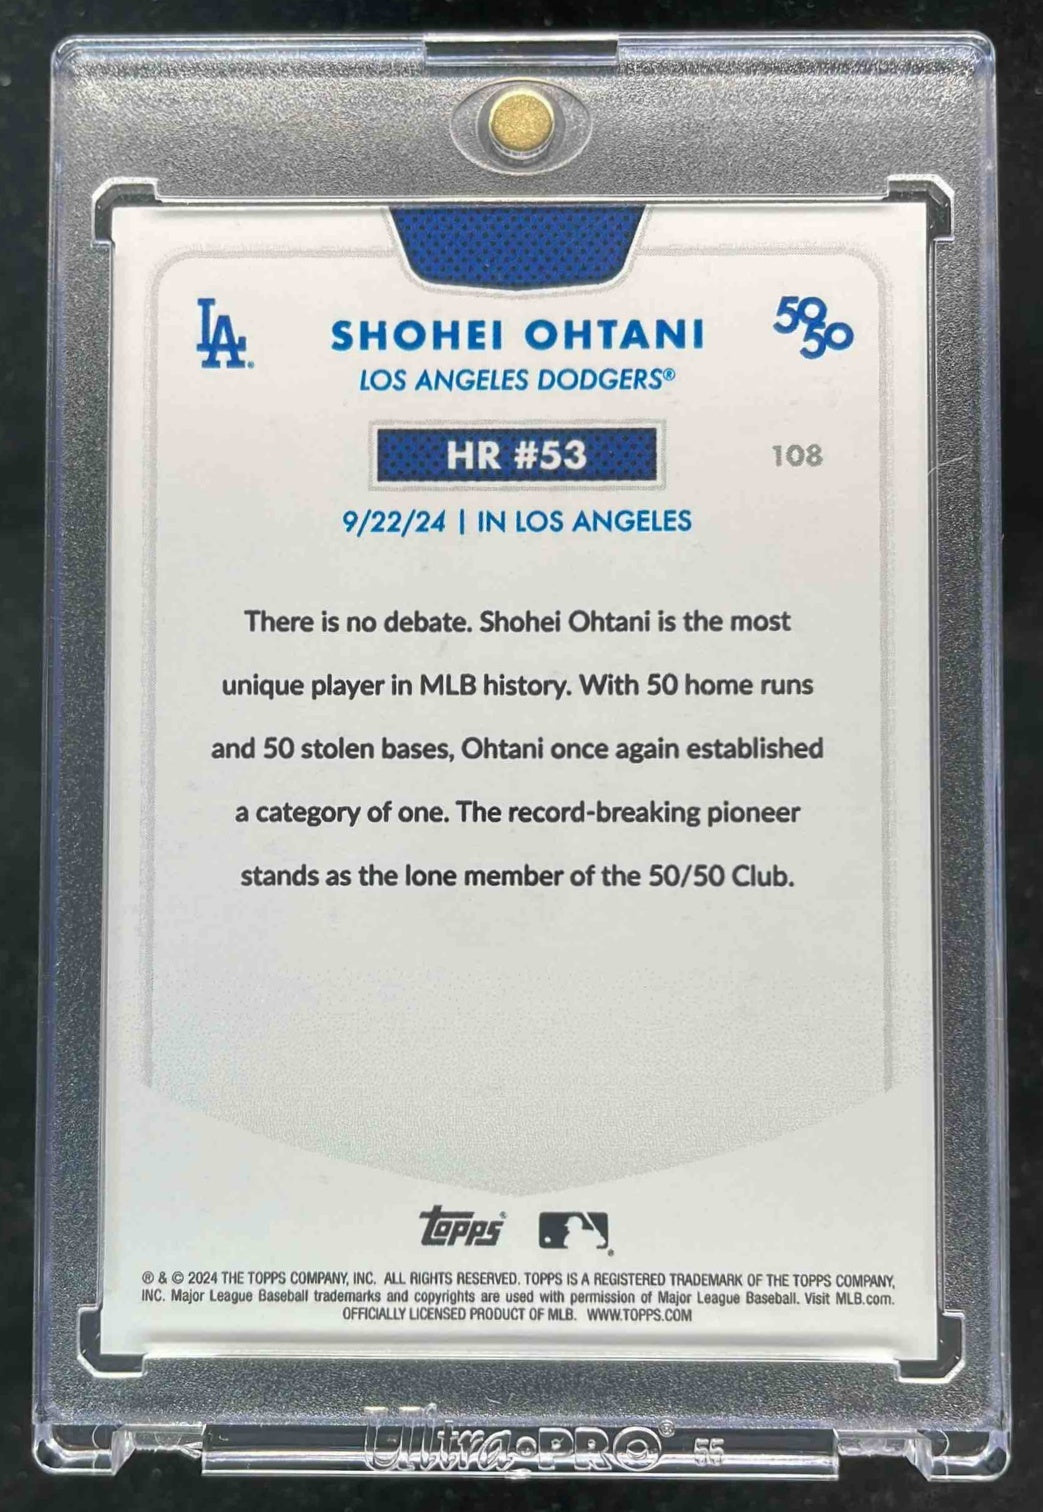 LA
SHOHEI OHTANI
50
50
LOS ANGELES DODGERS®
HR #53
108
9/22/24 | IN LOS ANGELES
There is no debate. Shohei Ohtani is the most
unique player in MLB history. With 50 home runs
and 50 stolen bases, Ohtani once again established
a category of one. The record-breaking pioneer
stands as the lone member of the 50/50 Club.
topps®
® & © 2024 THE TOPPS COMPANY, INC. ALL RIGHTS RESERVED. TOPPS IS A REGISTERED TRADEMARK OF THE TOPPS COMPANY,
INC. Major League Baseball trademarks and copyrights are used with permission of Major League Baseball. Visit MLB.com.
OFFICIALLY LICENSED PRODUCT OF MLB. WWW.TOPPS.COM
Ultra•PRO® 55